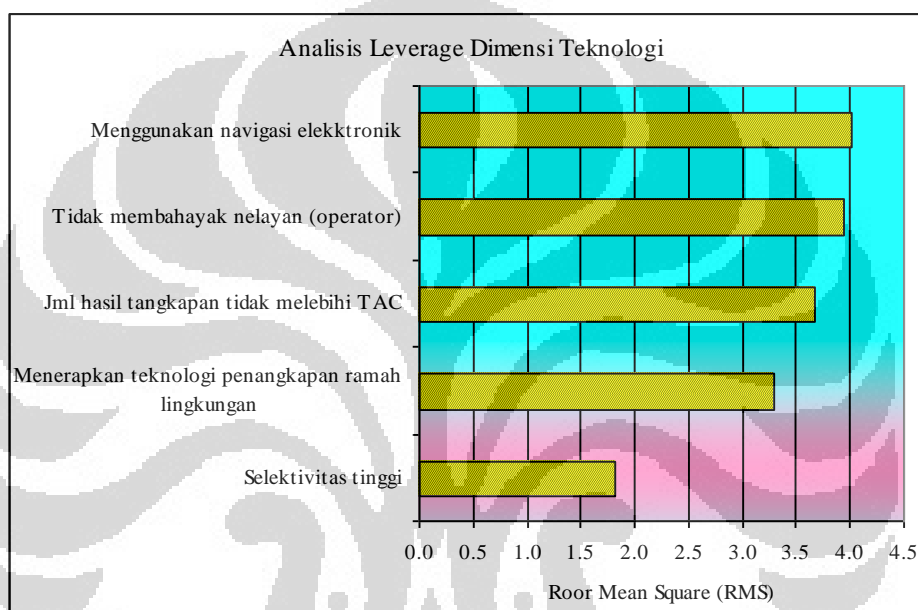 Analisis Leverage Dimensi Teknologi
Menggunakan navigasi elekktronik
Tidak membahayak nelayan (operator)
Jml hasil tangkapan tidak melebihi TAC
Menerapkan teknologi penangkapan ramah
lingkungan
Selektivitas tinggi
0.0 0.5 1.0 1.5 2.0 2.5 3.0 3.5 4.0 4.5
Roor Mean Square (RMS)